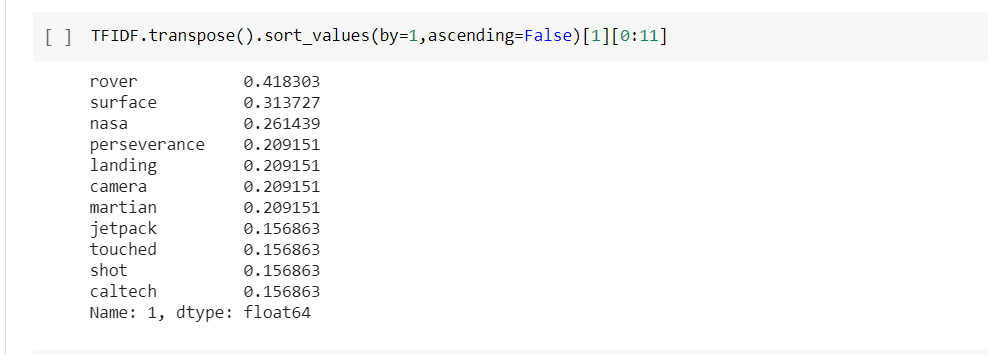 [ ] TFIDF.transpose().sort_values(by=1,ascending=False)[1][0:11]
rover 0.418303
surface 0.313727
nasa 0.261439
perseverance 0.209151
landing 0.209151
camera 0.209151
martian 0.209151
jetpack 0.156863
touched 0.156863
shot 0.156863
caltech 0.156863
Name: 1, dtype: float64